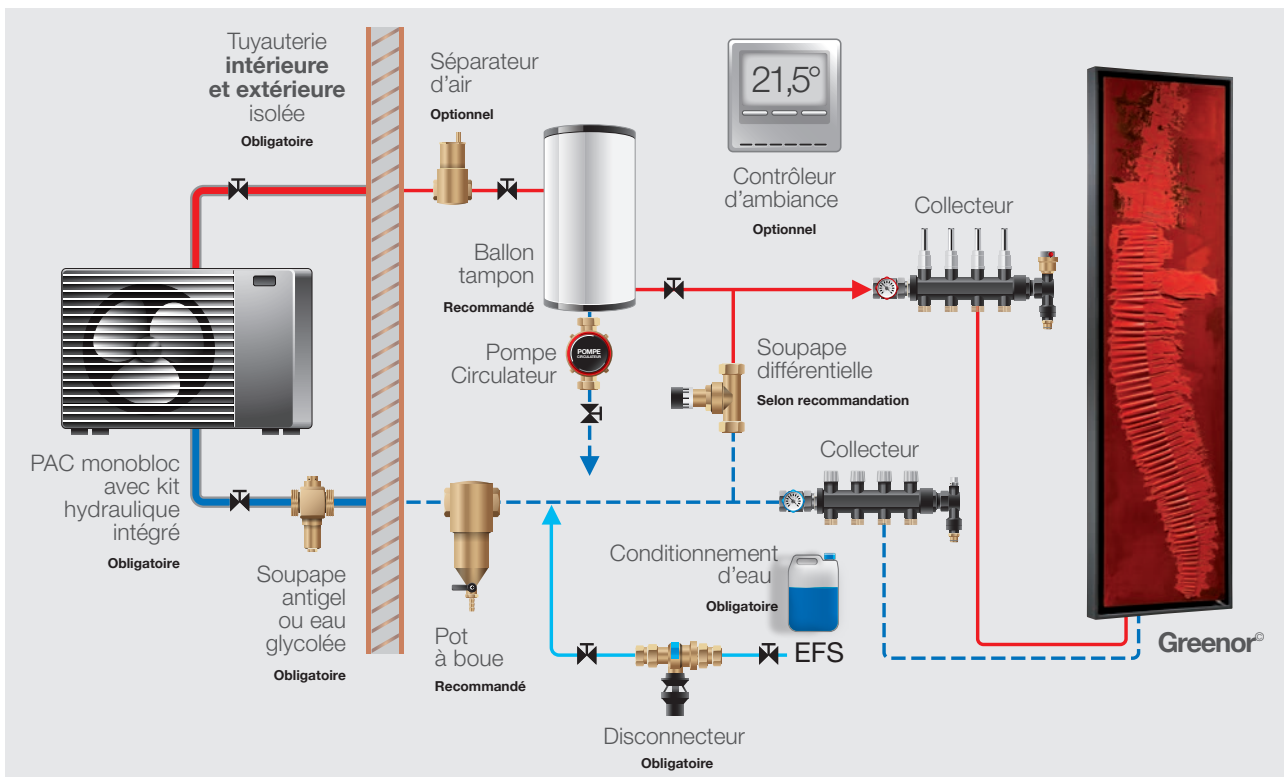 Tuyauterie
intérieure
et extérieure
isolée
Obligatoire
Séparateur
d'air
Optionnel
21,5°
Contrôleur
d'ambiance
Optionnel
Collecteur
Ballon
tampon
Recommandé
POMPE
CIRCULATEUR
Pompe
Circulateur
Soupape
différentielle
Selon recommandation
PAC monobloc
avec kit
hydraulique
intégré
Obligatoire
Soupape
antigel
ou eau
glycolée
Obligatoire
Pot
à boue
Recommandé
Collecteur
Conditionnement
d'eau
Obligatoire
EFS
Disconnecteur
Obligatoire
Greenor©